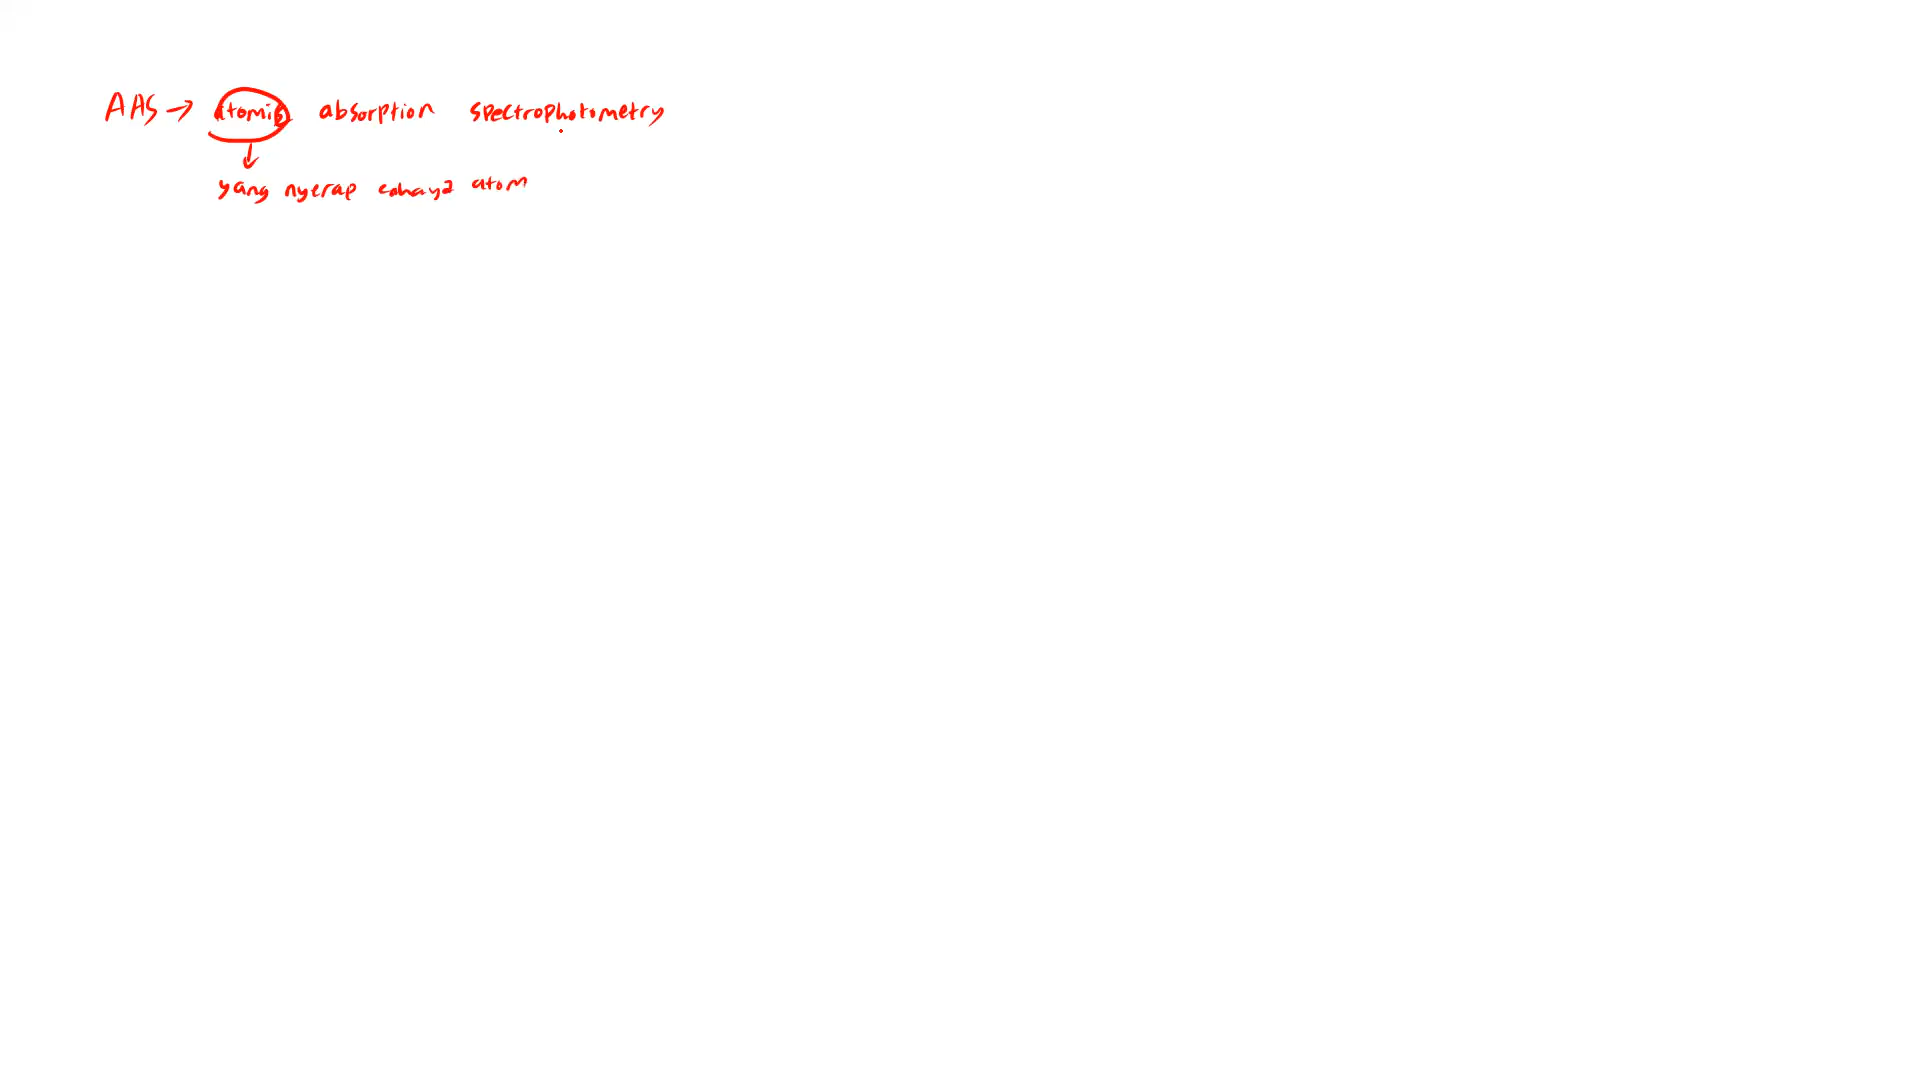 AAS → atomic absorption spectrophotometry
yang nyerap cahaya atom